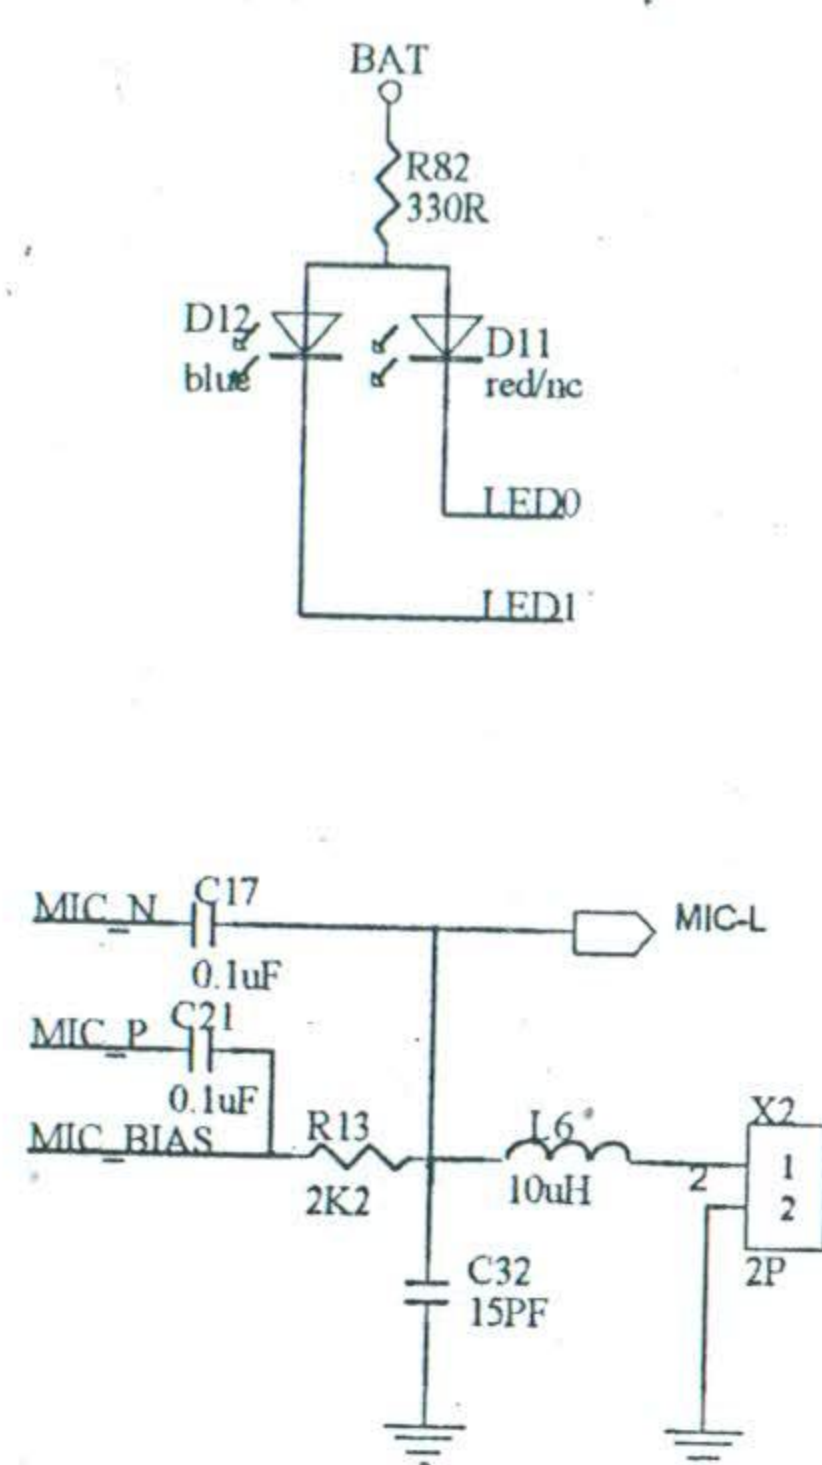 BAT
R82
330R
D12
blue
D11
red/nc
LED0
LED1
MIC_N
C17
0.1uF
MIC-L
MIC_P
C21
0.1uF
MIC_BIAS
R13
2K2
L6
10uH
2
X2
1
2
2P
C32
15PF